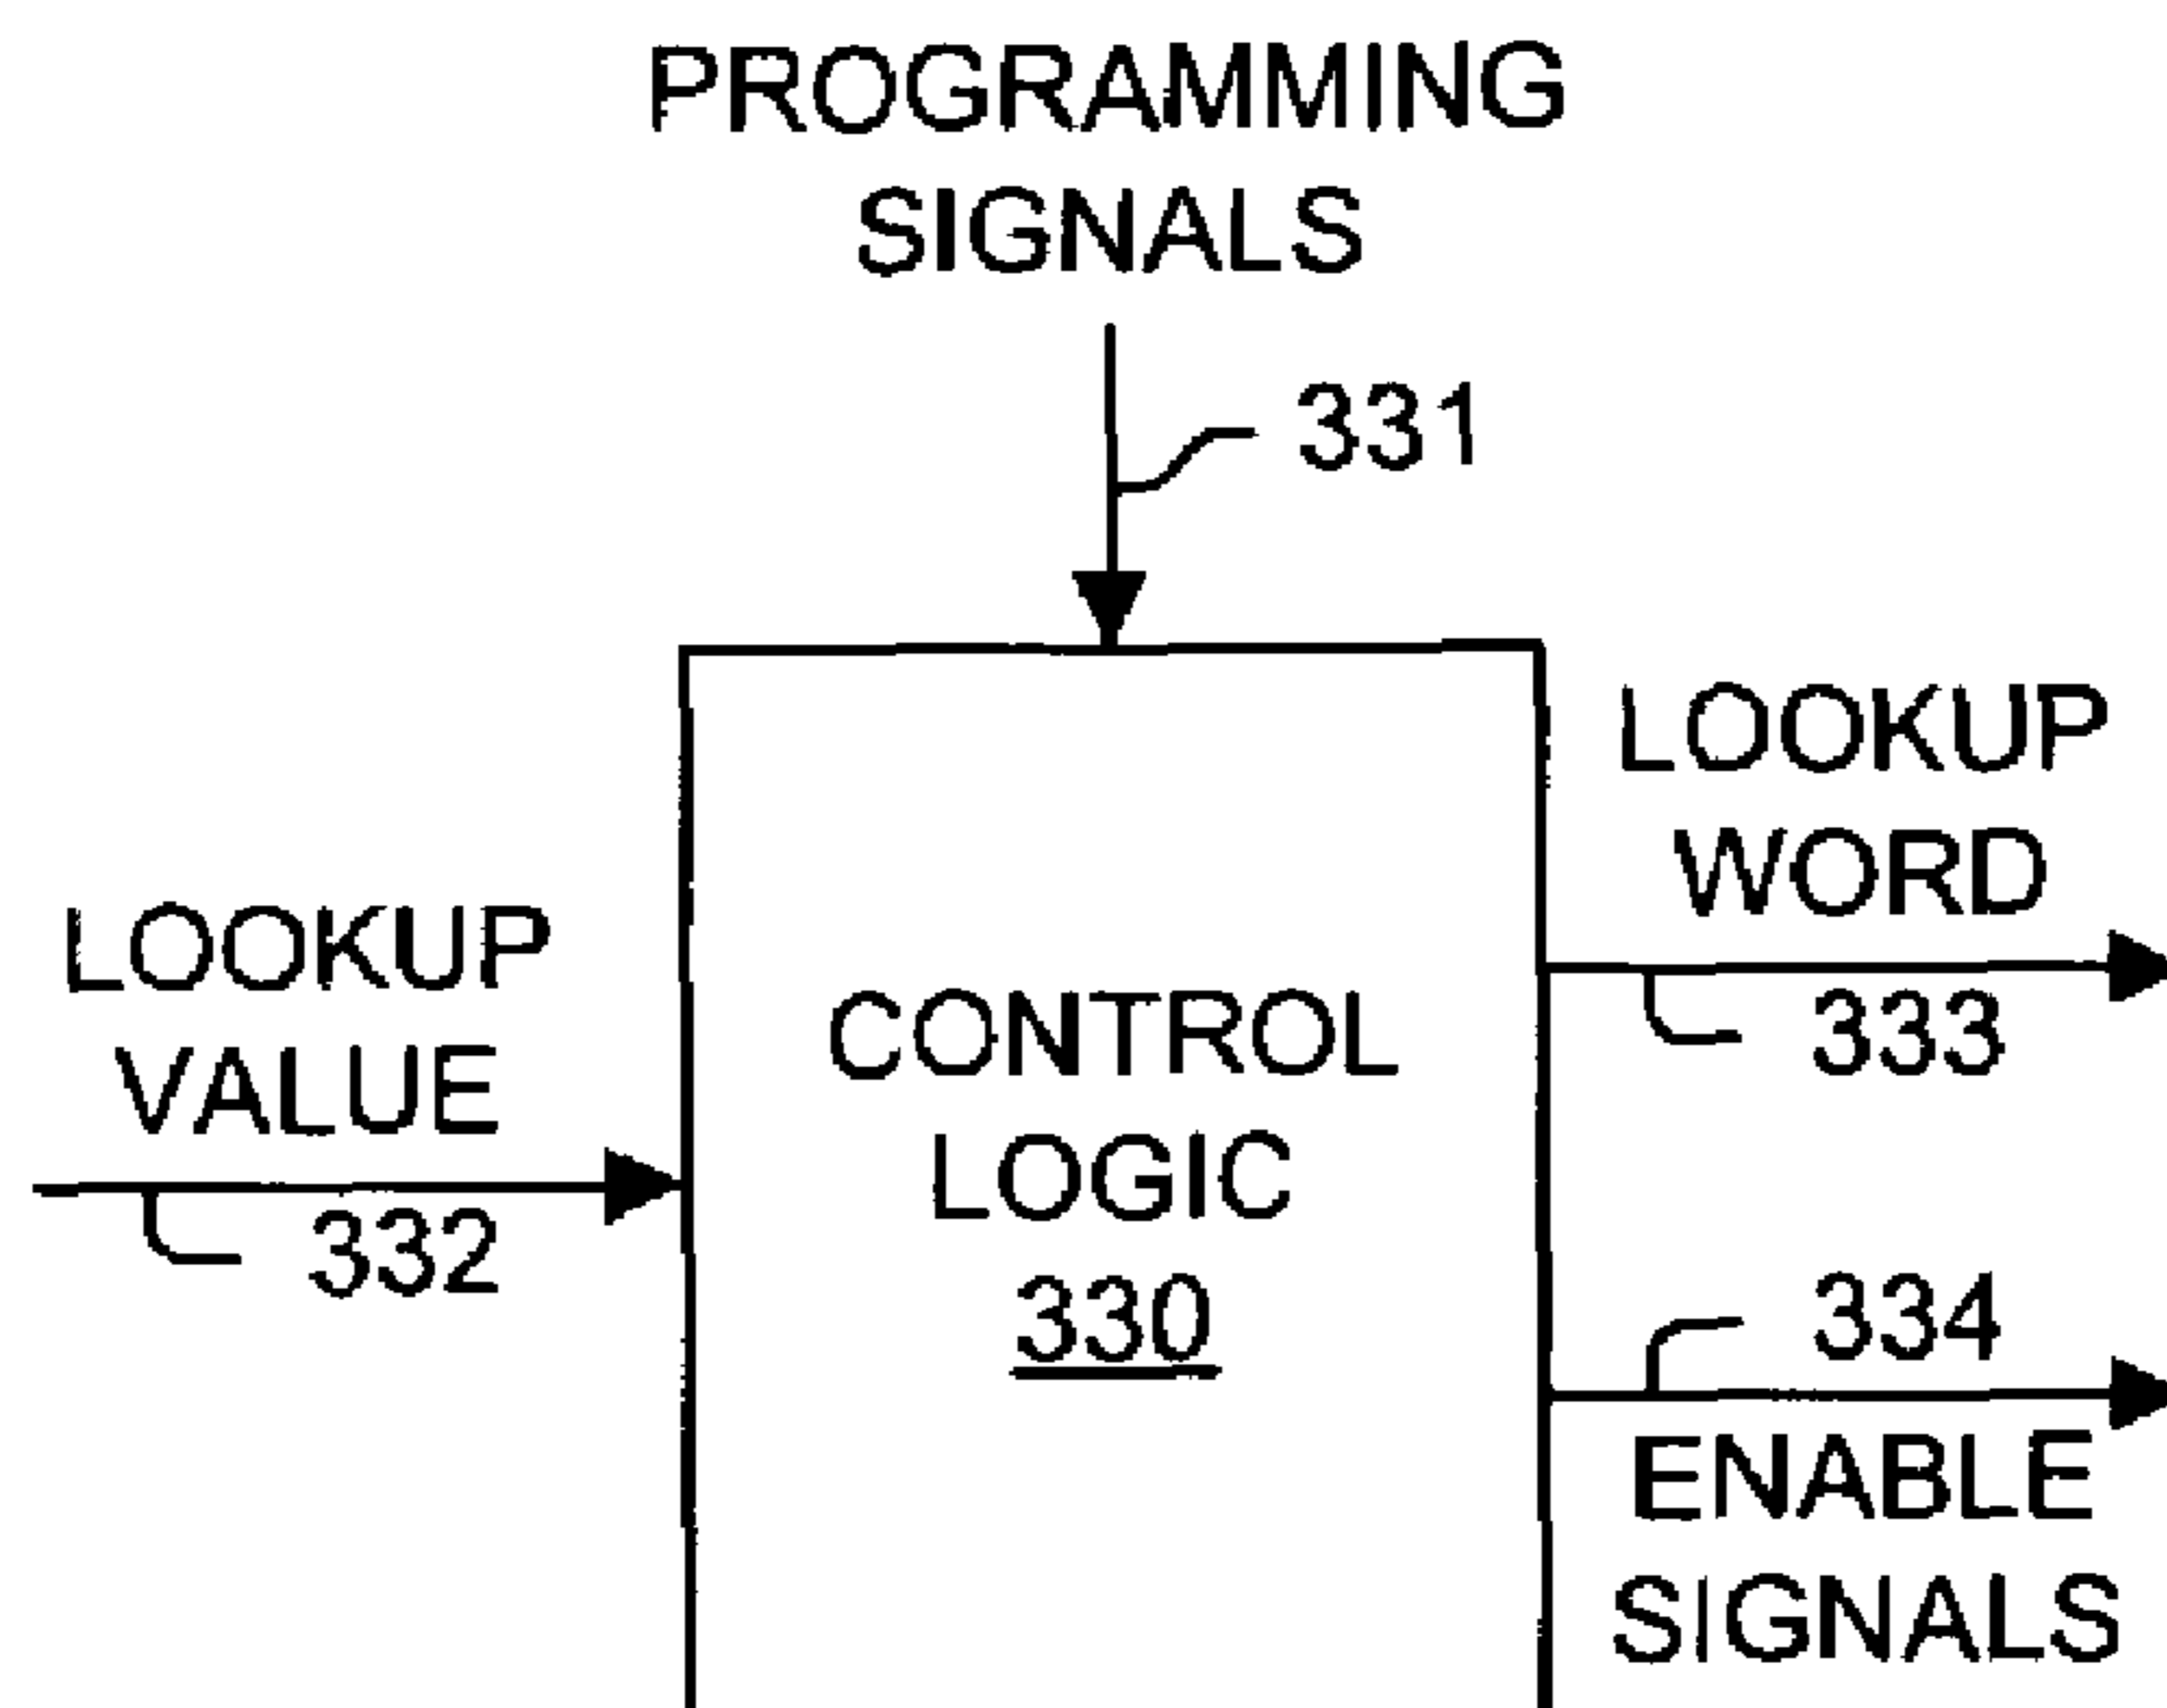 PROGRAMMING
SIGNALS
331
LOOKUP
WORD
333
LOOKUP
VALUE
332
CONTROL
LOGIC
330
334
ENABLE
SIGNALS